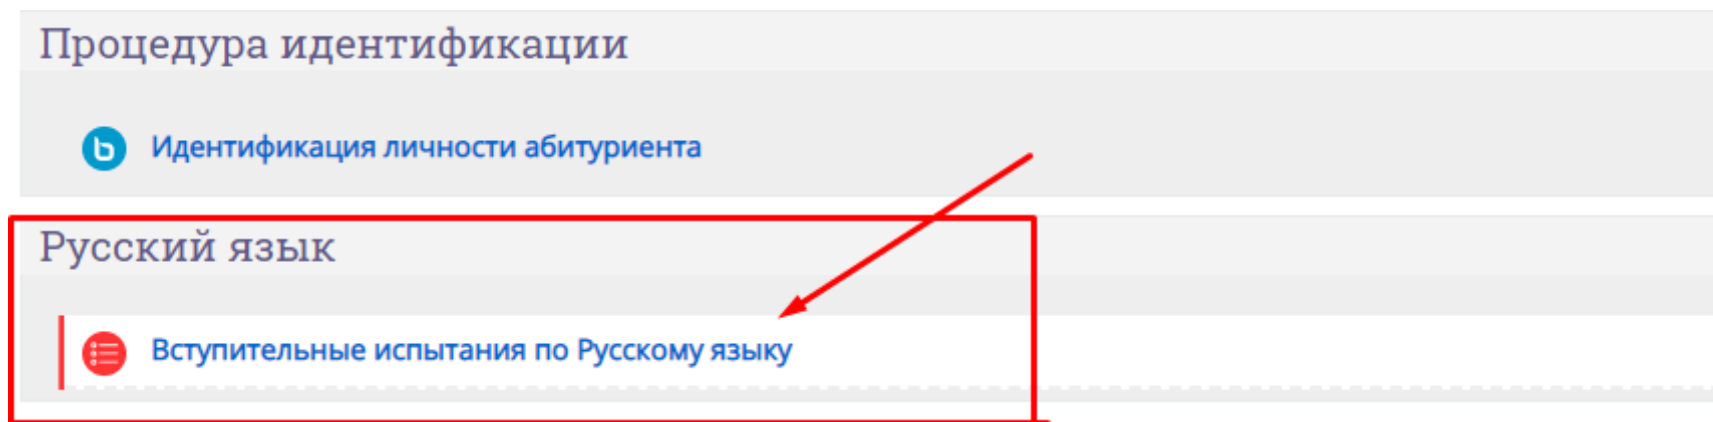 Процедура идентификации
Идентификация личности абитуриента
Русский язык
Вступительные испытания по Русскому языку